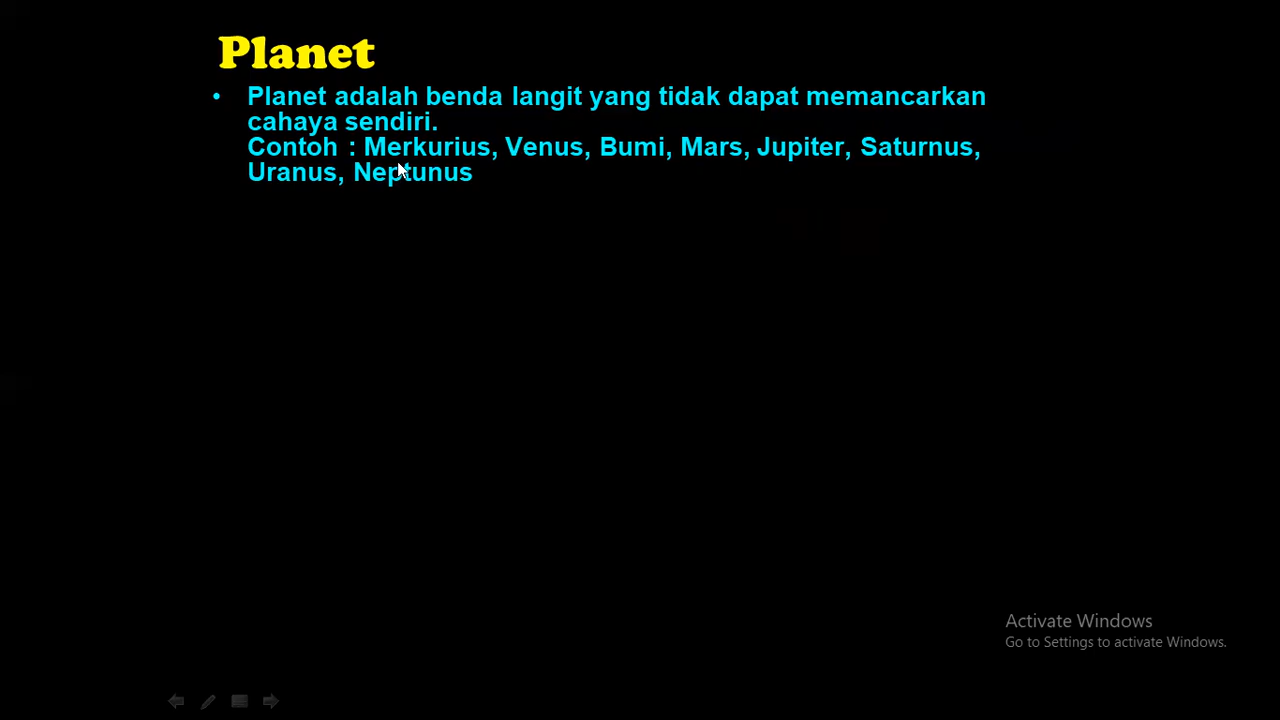 Planet
• Planet adalah benda langit yang tidak dapat memancarkan
cahaya sendiri.
Contoh : Merkurius, Venus, Bumi, Mars, Jupiter, Saturnus,
Uranus, Neptunus
Activate Windows
Go to Settings to activate Windows.